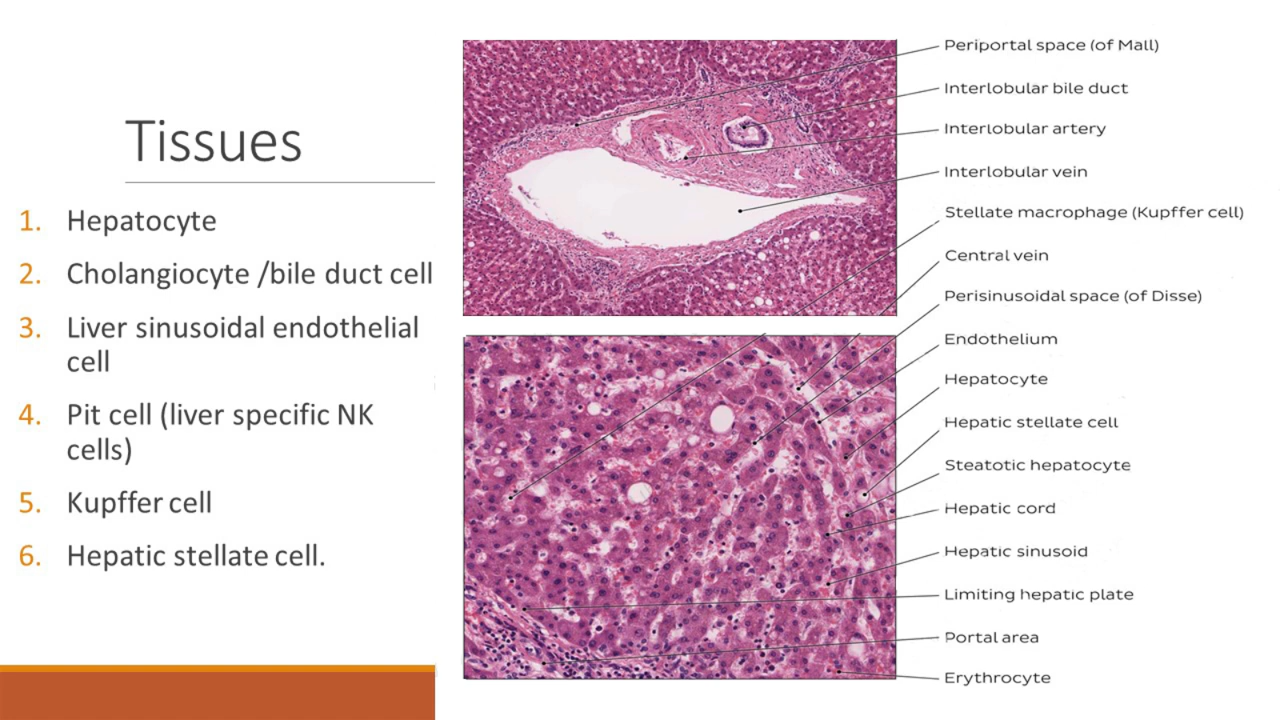 Tissues
1. Hepatocyte
2. Cholangiocyte /bile duct cell
3. Liver sinusoidal endothelial
cell
4. Pit cell (liver specific NK
cells)
5. Kupffer cell
6. Hepatic stellate cell.
Periportal space (of Mall)
Interlobular bile duct
Interlobular artery
Interlobular vein
Stellate macrophage (Kupffer cell)
Central vein
Perisinusoidal space (of Disse)
Endothelium
Hepatocyte
Hepatic stellate cell
Steatotic hepatocyte
Hepatic cord
Hepatic sinusoid
Limiting hepatic plate
Portal area
Erythrocyte